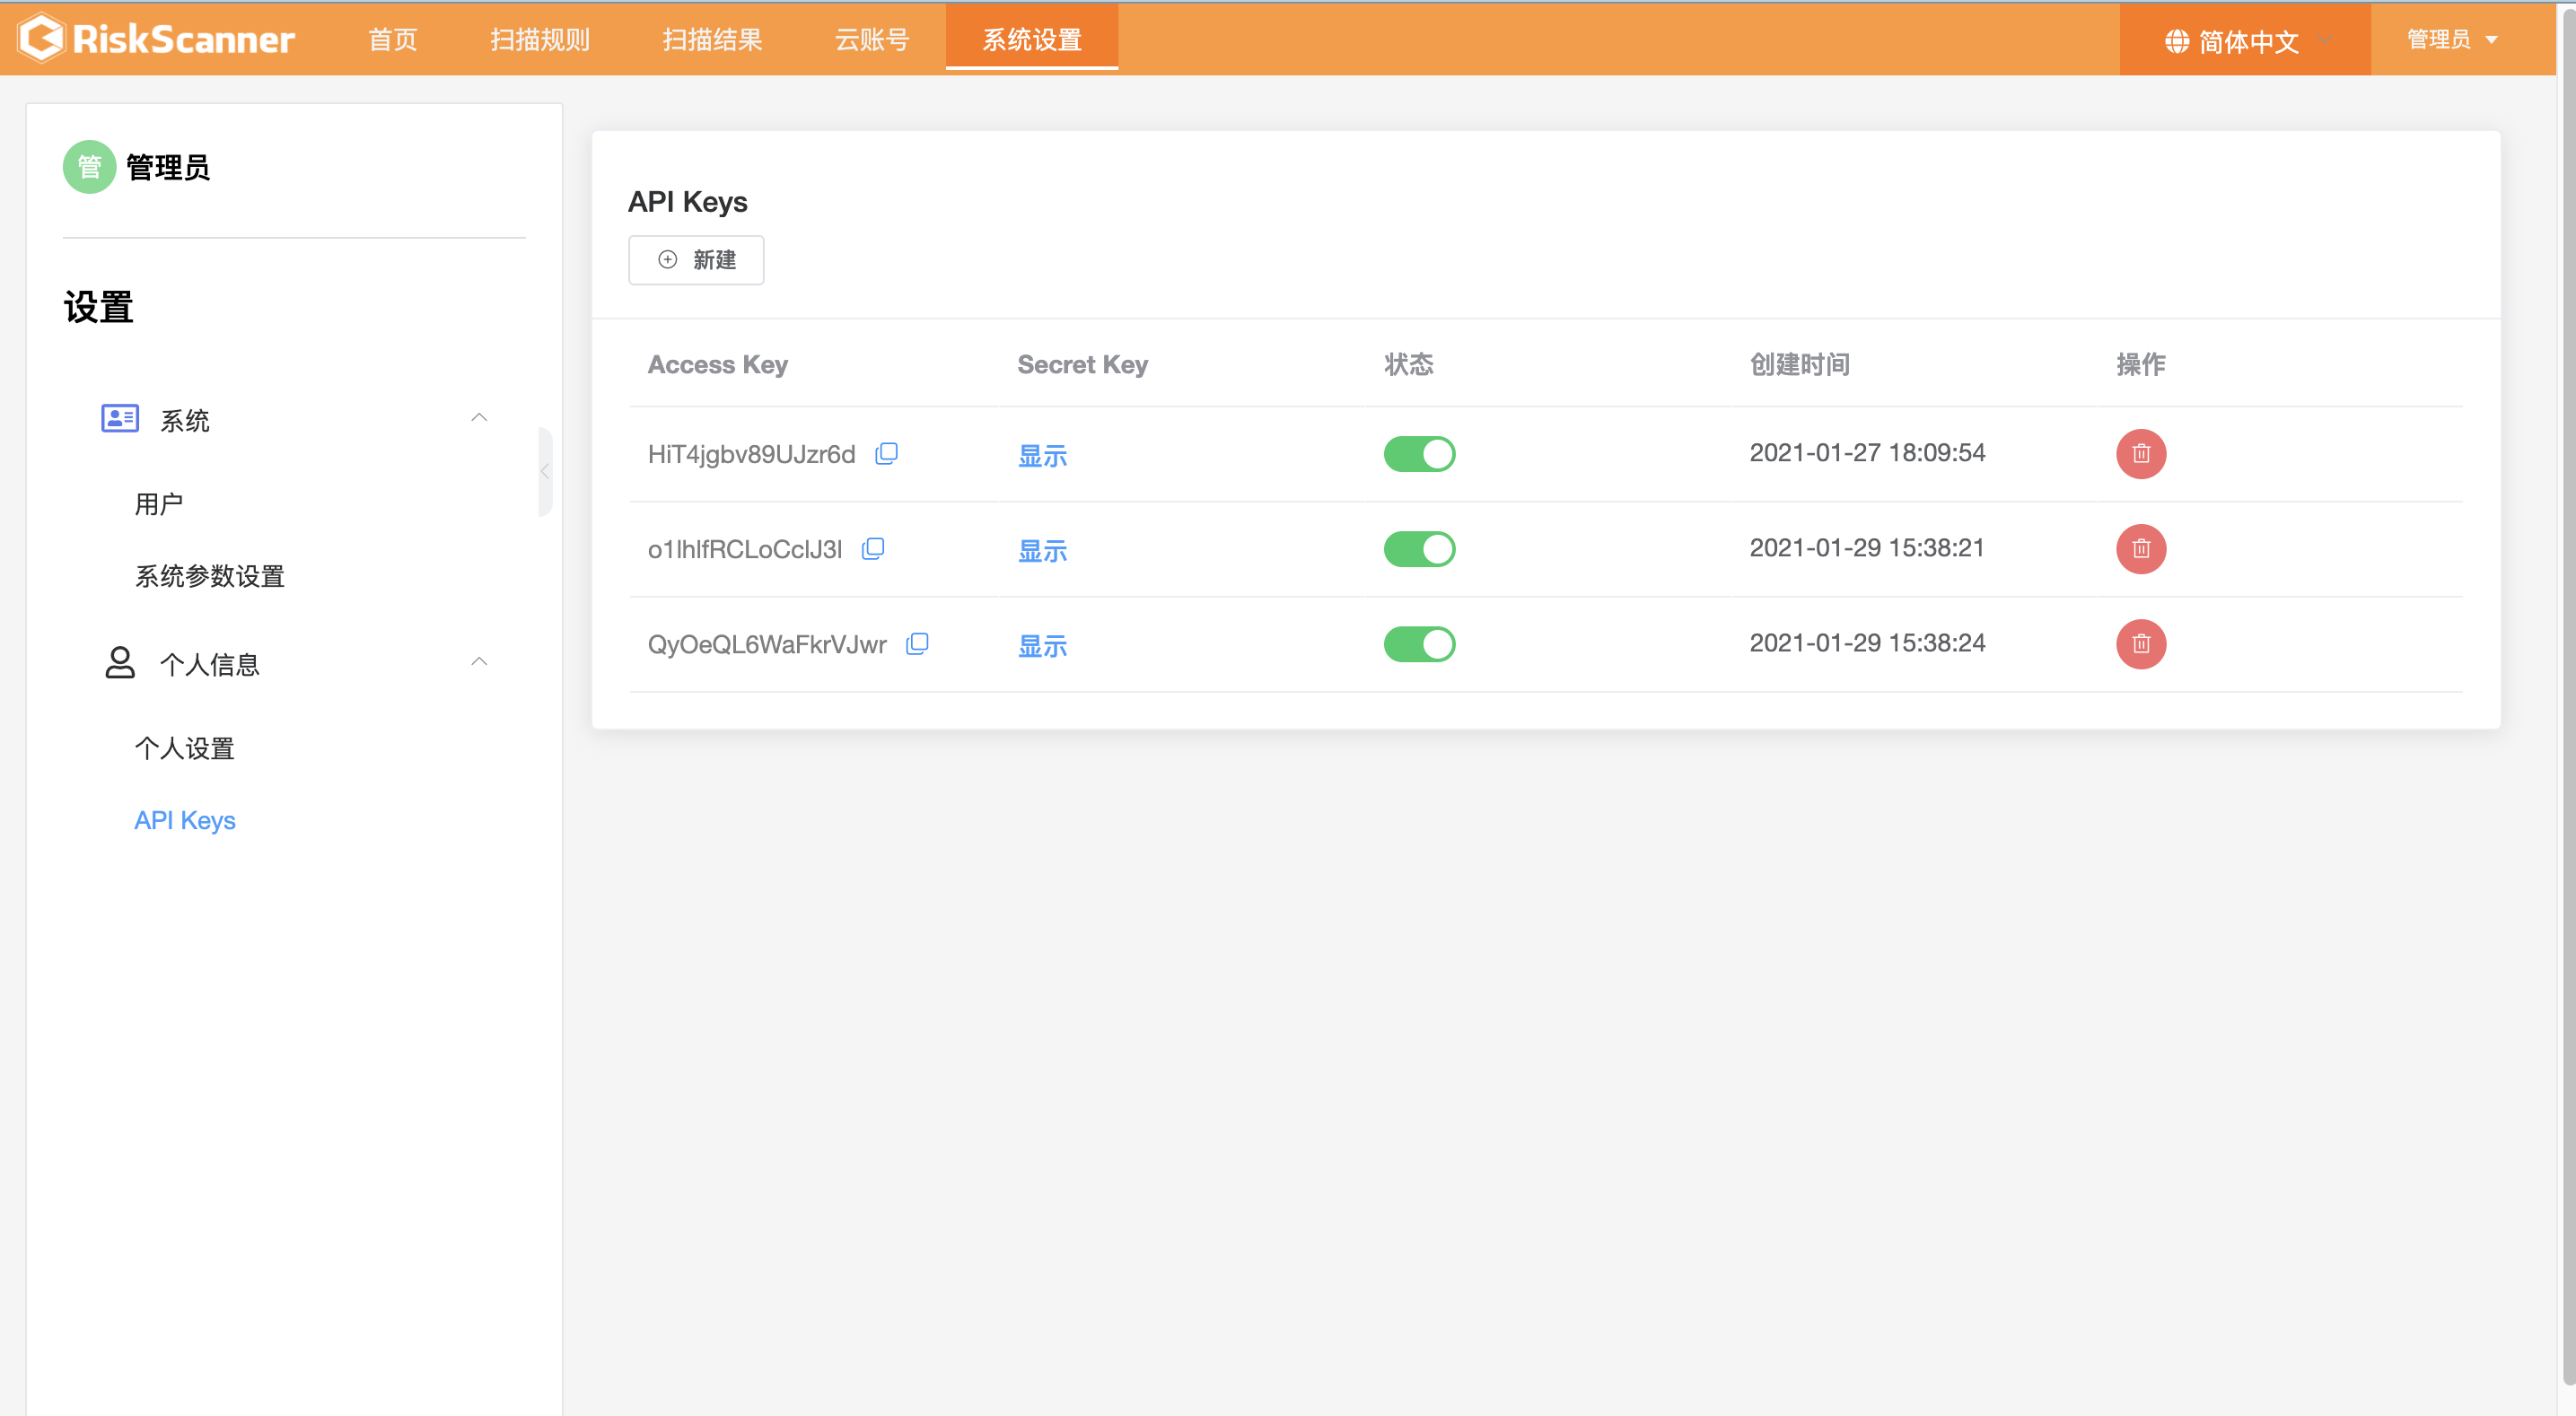 RiskScanner 首页 扫描规则 扫描结果 云账号 系统设置 简体中文 管理员
管 管理员
设置
系统
用户
系统参数设置
个人信息
个人设置
API Keys
API Keys
新建
Access Key Secret Key 状态 创建时间 操作
HiT4jgbv89UJzr6d 显示 2021-01-27 18:09:54
o1lhlfRCLoCclJ3l 显示 2021-01-29 15:38:21
QyOeQL6WaFkrVJwr 显示 2021-01-29 15:38:24